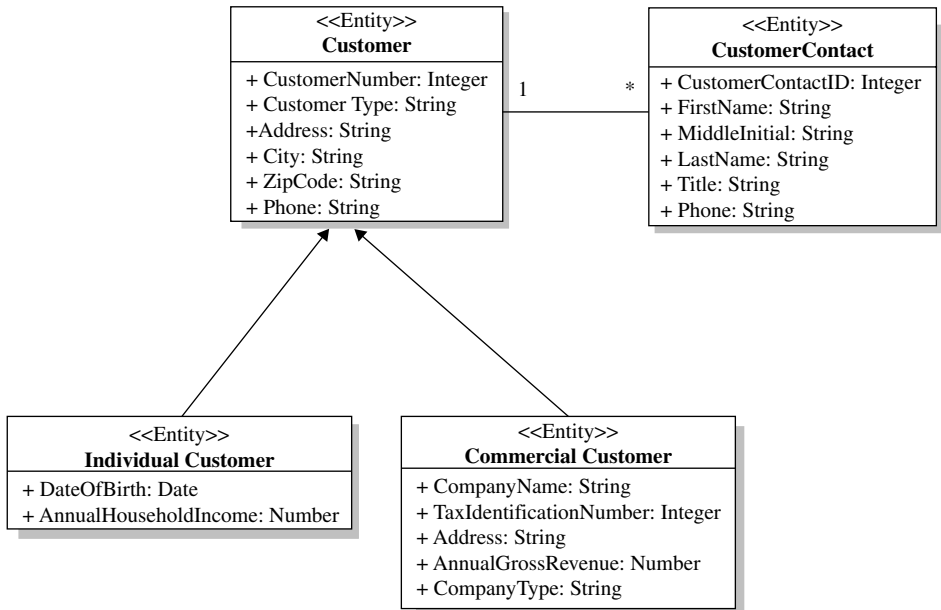 <<Entity>>
Customer
+ CustomerNumber: Integer
+ Customer Type: String
+Address: String
+ City: String
+ ZipCode: String
+ Phone: String
1
*
<<Entity>>
CustomerContact
+ CustomerContactID: Integer
+ FirstName: String
+ MiddleInitial: String
+ LastName: String
+ Title: String
+ Phone: String
<<Entity>>
Individual Customer
+ DateOfBirth: Date
+ AnnualHouseholdIncome: Number
<<Entity>>
Commercial Customer
+ CompanyName: String
+ TaxIdentificationNumber: Integer
+ Address: String
+ AnnualGrossRevenue: Number
+ CompanyType: String